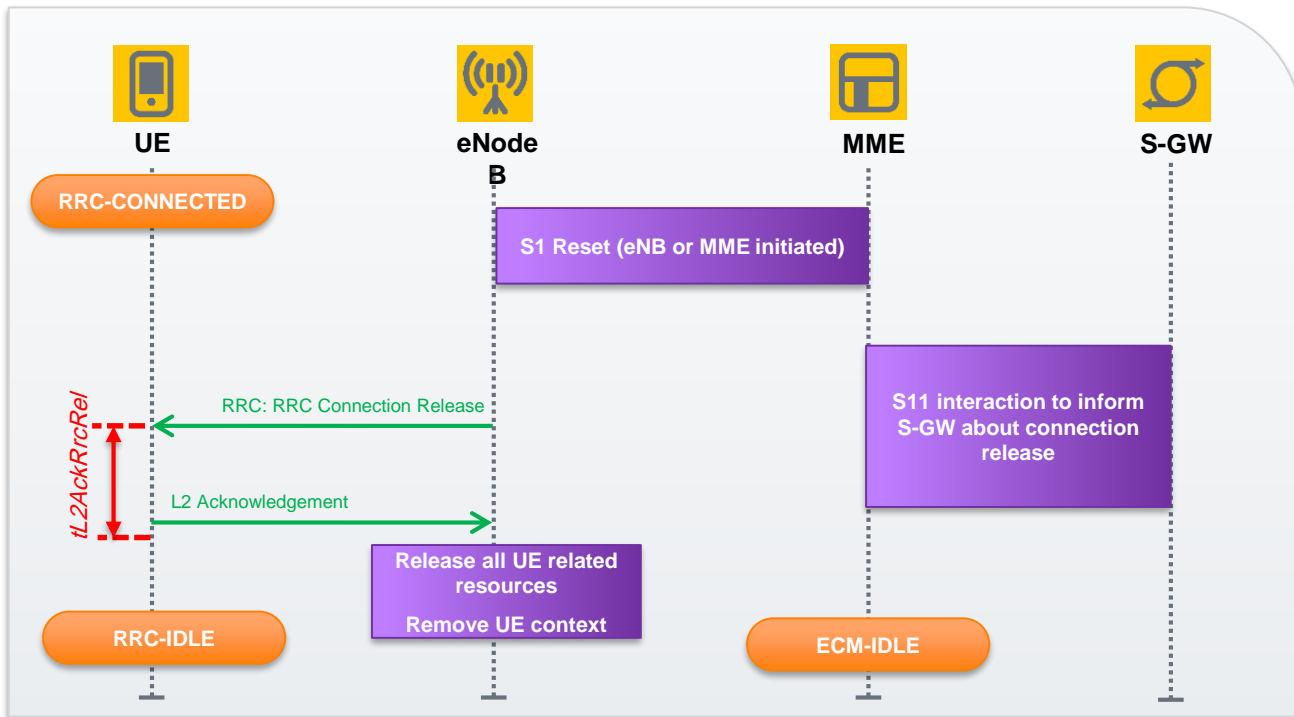 UE
eNode
B
MME
S-GW
RRC-CONNECTED
S1 Reset (eNB or MME initiated)
S11 interaction to inform
S-GW about connection
release
RRC: RRC Connection Release
tL2AckRrcRel
L2 Acknowledgement
Release all UE related
resources
Remove UE context
RRC-IDLE
ECM-IDLE